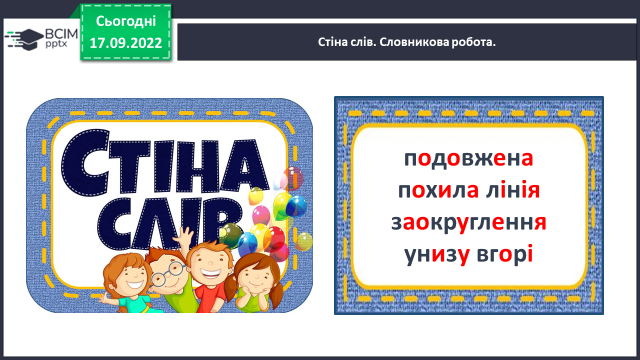 ВСІМ
pptx
Сьогодні
17.09.2022
Стіна слів. Словникова робота.
СТІНА
СЛІВ
подовжена
похила лінія
заокруглення
унизу вгорі